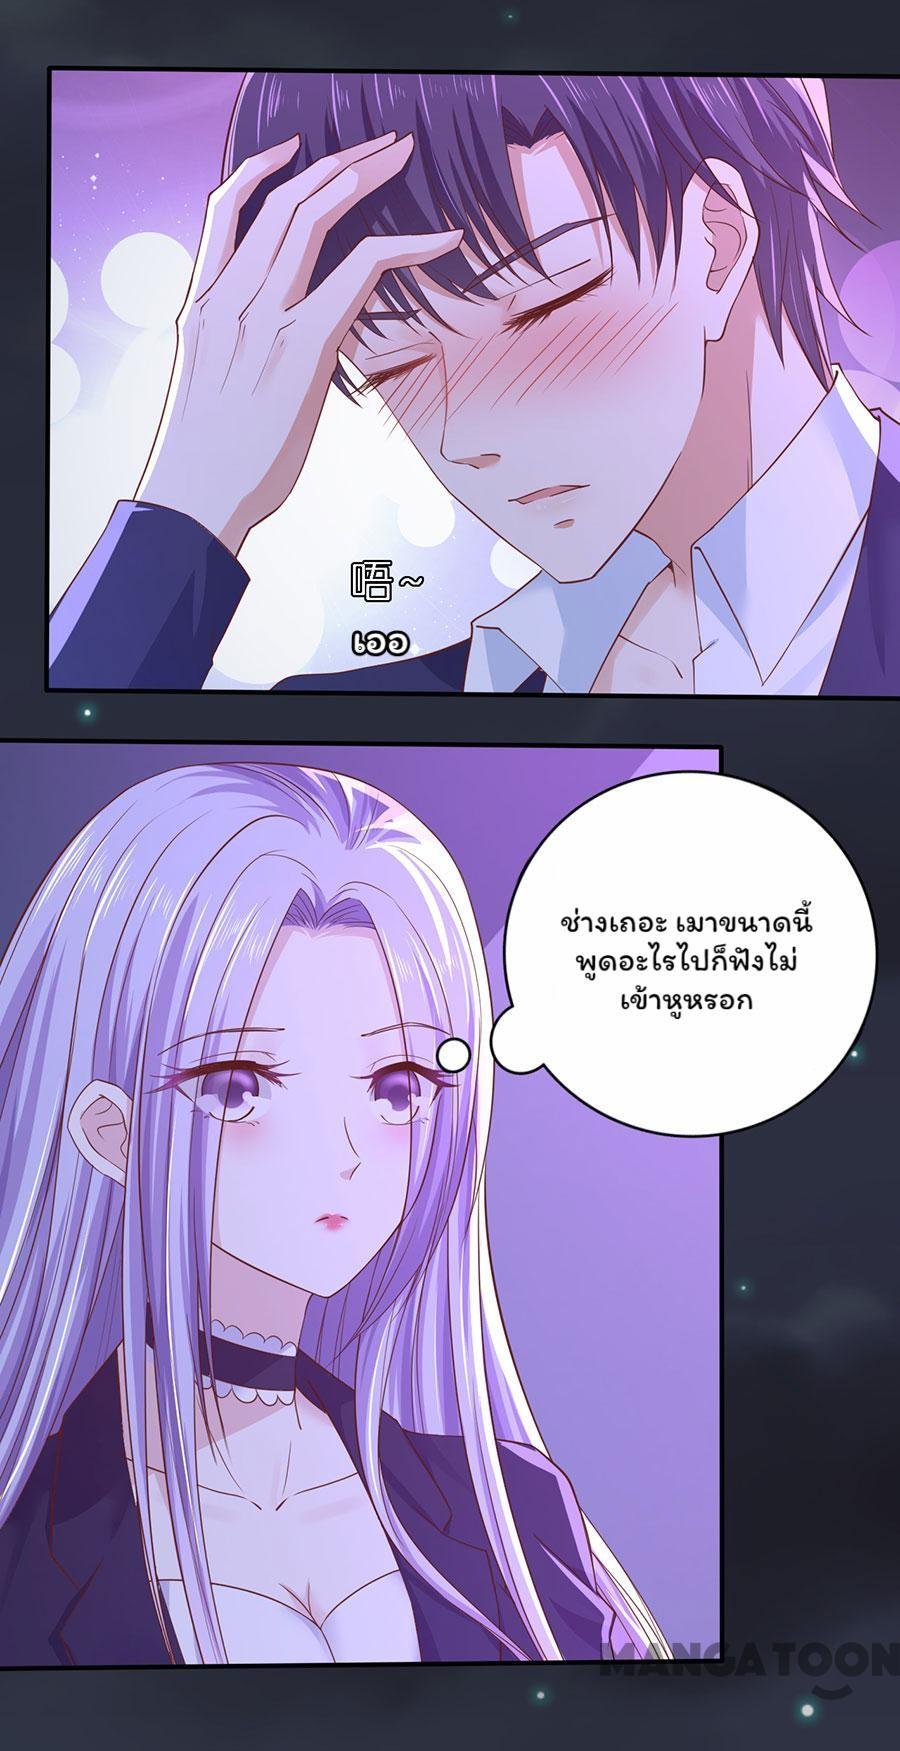 唔~
เออ
ช่างเถอะ เมาขนาดนี้
พูดอะไรไปก็ฟังไม่
เข้าหูหรอก
MANGATOON